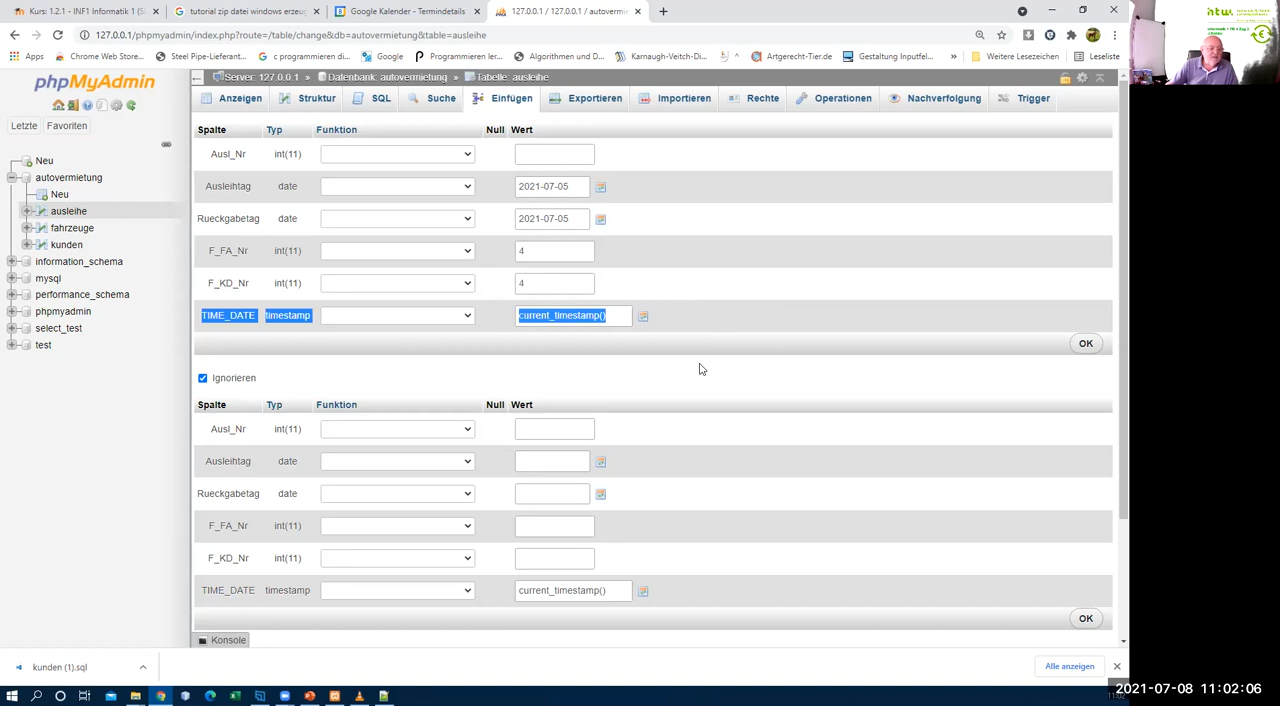 Kurs: 1.2.1 - INF1 Informatik 1 (SI
tutorial zip datei windows erzeug
Google Kalender - Termindetails
127.0.0.1 / 127.0.0.1 / autovermie
127.0.0.1/phpmyadmin/index.php?route=/table/change&db=autovermietung&table=ausleihe
Apps
Chrome Web Store...
Steel Pipe-Lieferant...
c programmieren ler...
Google
Programmieren ler...
Algorithmen und D...
Karnaugh-Veitch-Di...
Artgerecht-Tier.de
Gestaltung Inputfel...
»
Weitere Lesezeichen
Leseliste
phpMyAdmin
Letzte Favoriten
Neu
autovermietung
Neu
ausleihe
fahrzeuge
kunden
information_schema
mysql
performance_schema
phpmyadmin
select_test
test
Server: 127.0.0.1 » Datenbank: autovermietung » Tabelle: ausleihe
Anzeigen Struktur SQL Suche Einfügen Exportieren Importieren Rechte Operationen Nachverfolgung Trigger
Spalte Typ Funktion Null Wert
Ausl_Nr int(11)
Ausleihtag date 2021-07-05
Rueckgabetag date 2021-07-05
F_FA_Nr int(11) 4
F_KD_Nr int(11) 4
TIME_DATE timestamp current_timestamp()
OK
Ignorieren
Spalte Typ Funktion Null Wert
Ausl_Nr int(11)
Ausleihtag date
Rueckgabetag date
F_FA_Nr int(11)
F_KD_Nr int(11)
TIME_DATE timestamp current_timestamp()
OK
Konsole
kunden (1).sql
Alle anzeigen
2021-07-08 11:02:06
htw